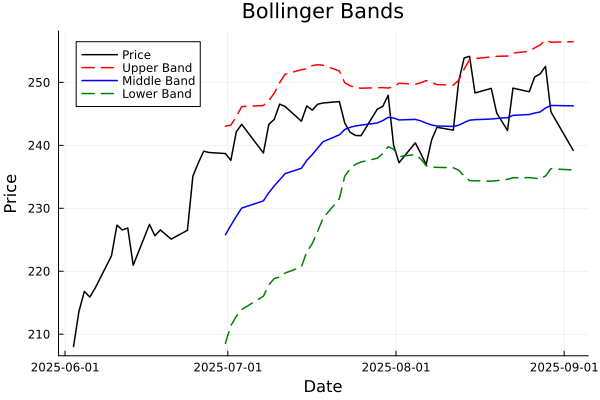 Bollinger Bands
Price
Upper Band
Middle Band
Lower Band
Price
250
240
230
220
210
2025-06-01
2025-07-01
2025-08-01
2025-09-01
Date